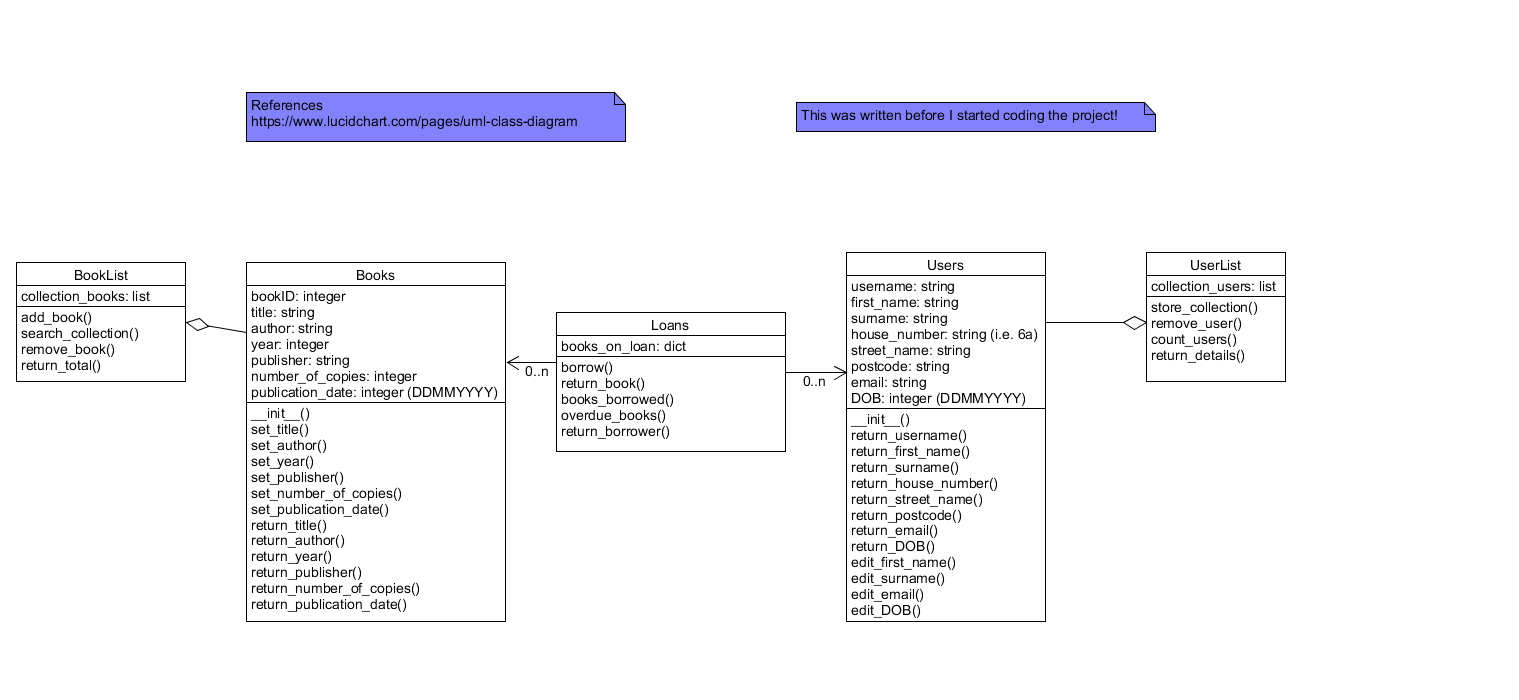 References
https://www.lucidchart.com/pages/uml-class-diagram
This was written before I started coding the project!
BookList
collection_books: list
add_book()
search_collection()
remove_book()
return_total()
Books
bookID: integer
title: string
author: string
year: integer
publisher: string
number_of_copies: integer
publication_date: integer (DDMMYYYY)
__init__()
set_title()
set_author()
set_year()
set_publisher()
set_number_of_copies()
set_publication_date()
return_title()
return_author()
return_year()
return_publisher()
return_number_of_copies()
return_publication_date()
0..n
Loans
books_on_loan: dict
borrow()
return_book()
books_borrowed()
overdue_books()
return_borrower()
0..n
Users
username: string
first_name: string
surname: string
house_number: string (i.e. 6a)
street_name: string
postcode: string
email: string
DOB: integer (DDMMYYYY)
__init__()
return_username()
return_first_name()
return_surname()
return_house_number()
return_street_name()
return_postcode()
return_email()
return_DOB()
edit_first_name()
edit_surname()
edit_email()
edit_DOB()
UserList
collection_users: list
store_collection()
remove_user()
count_users()
return_details()